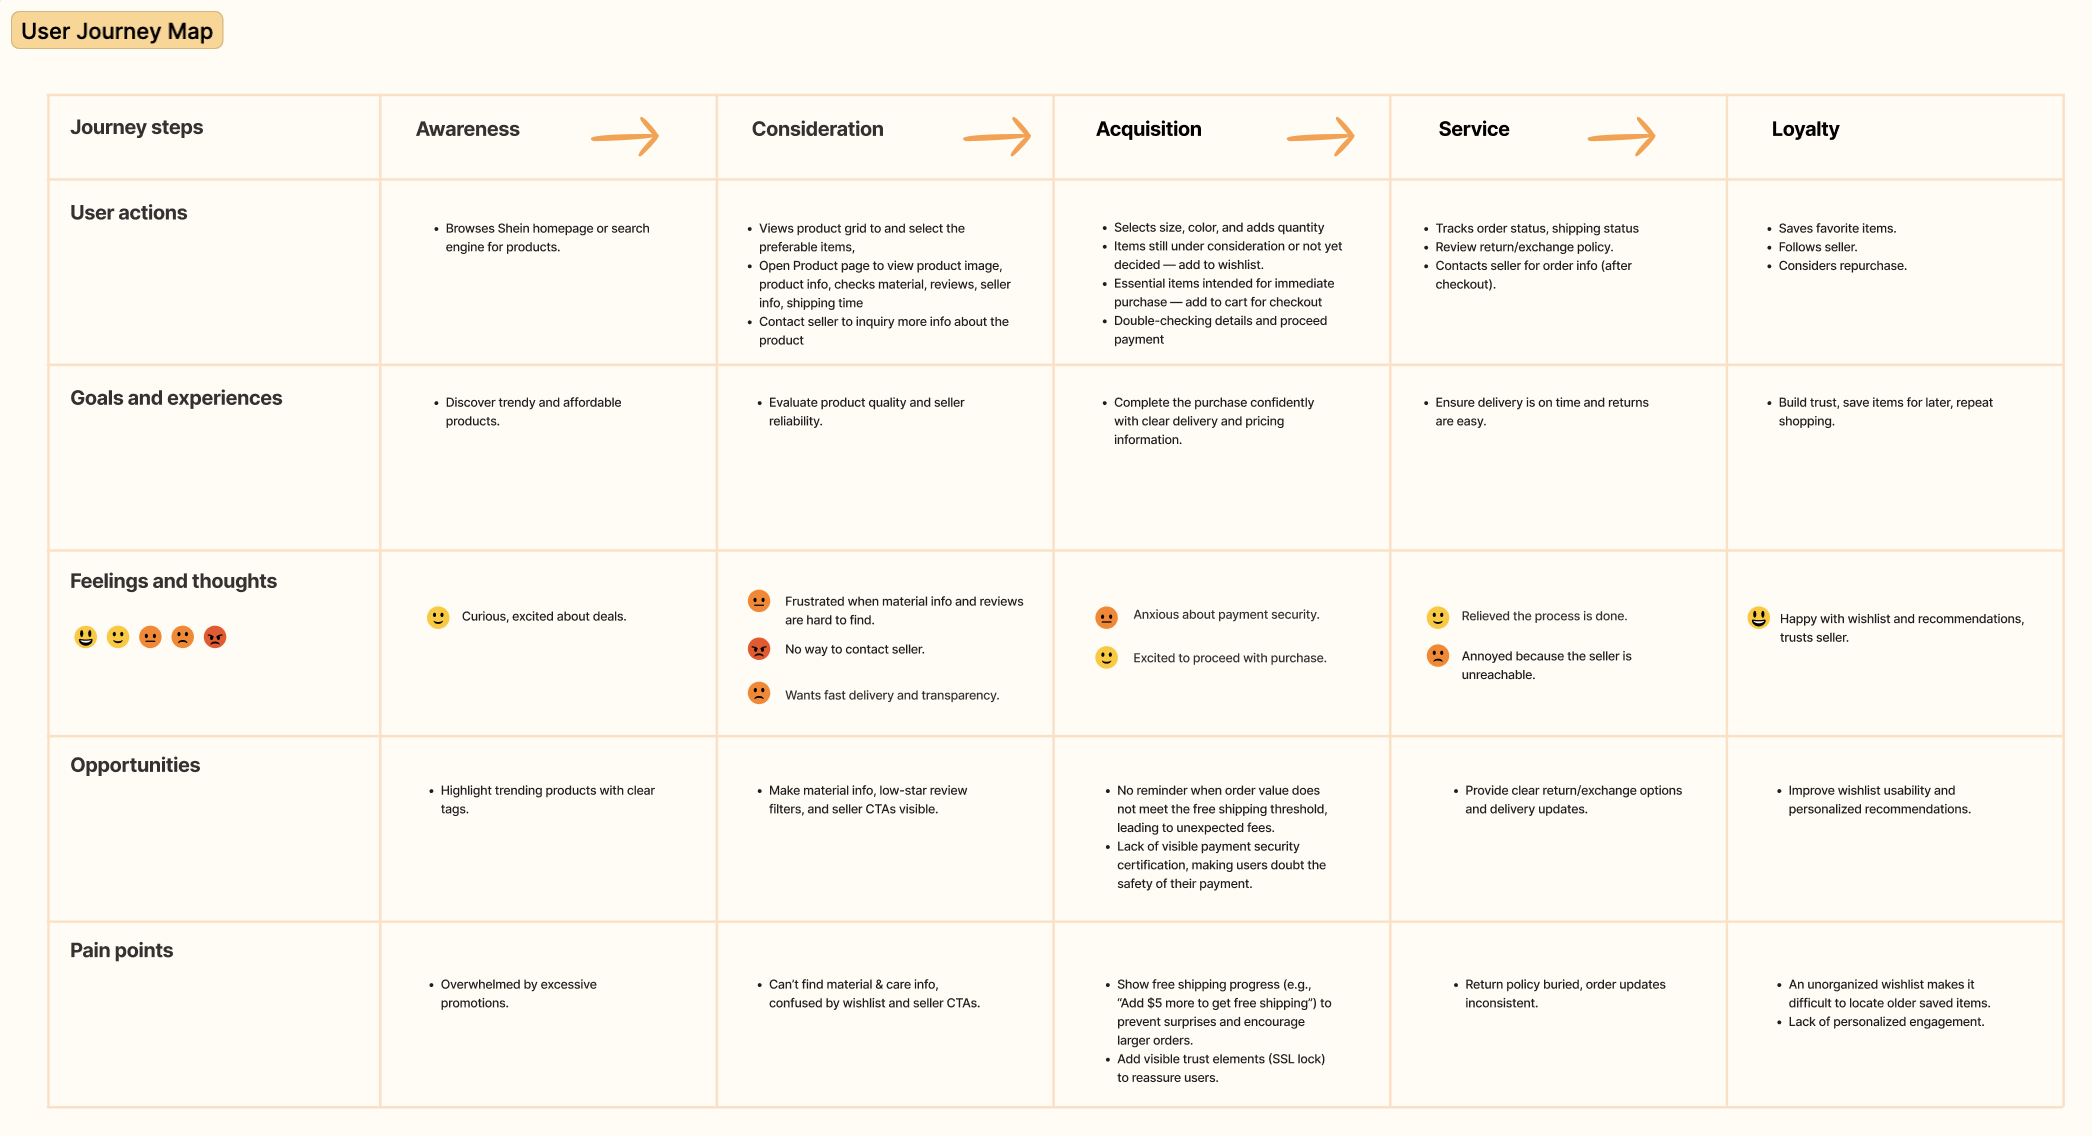 User Journey Map
Journey steps
Awareness
Consideration
Acquisition
Service
Loyalty
User actions
• Browses Shein homepage or search
engine for products.
• Views product grid to and select the
preferable items,
• Open Product page to view product image,
product info, checks material, reviews, seller
info, shipping time
• Contact seller to inquiry more info about the
product
• Selects size, color, and adds quantity
• Items still under consideration or not yet
decided — add to wishlist.
• Essential items intended for immediate
purchase — add to cart for checkout
• Double-checking details and proceed
payment
• Tracks order status, shipping status
• Review return/exchange policy.
• Contacts seller for order info (after
checkout).
• Saves favorite items.
• Follows seller.
• Considers repurchase.
Goals and experiences
• Discover trendy and affordable
products.
• Evaluate product quality and seller
reliability.
• Complete the purchase confidently
with clear delivery and pricing
information.
• Ensure delivery is on time and returns
are easy.
• Build trust, save items for later, repeat
shopping.
Feelings and thoughts
Curious, excited about deals.
Frustrated when material info and reviews
are hard to find.
No way to contact seller.
Wants fast delivery and transparency.
Anxious about payment security.
Excited to proceed with purchase.
Relieved the process is done.
Annoyed because the seller is
unreachable.
Happy with wishlist and recommendations,
trusts seller.
Opportunities
• Highlight trending products with clear
tags.
• Make material info, low-star review
filters, and seller CTAs visible.
• No reminder when order value does
not meet the free shipping threshold,
leading to unexpected fees.
• Lack of visible payment security
certification, making users doubt the
safety of their payment.
• Provide clear return/exchange options
and delivery updates.
• Improve wishlist usability and
personalized recommendations.
Pain points
• Overwhelmed by excessive
promotions.
• Can’t find material & care info,
confused by wishlist and seller CTAs.
• Show free shipping progress (e.g.,
“Add $5 more to get free shipping”) to
prevent surprises and encourage
larger orders.
• Add visible trust elements (SSL lock)
to reassure users.
• Return policy buried, order updates
inconsistent.
• An unorganized wishlist makes it
difficult to locate older saved items.
• Lack of personalized engagement.